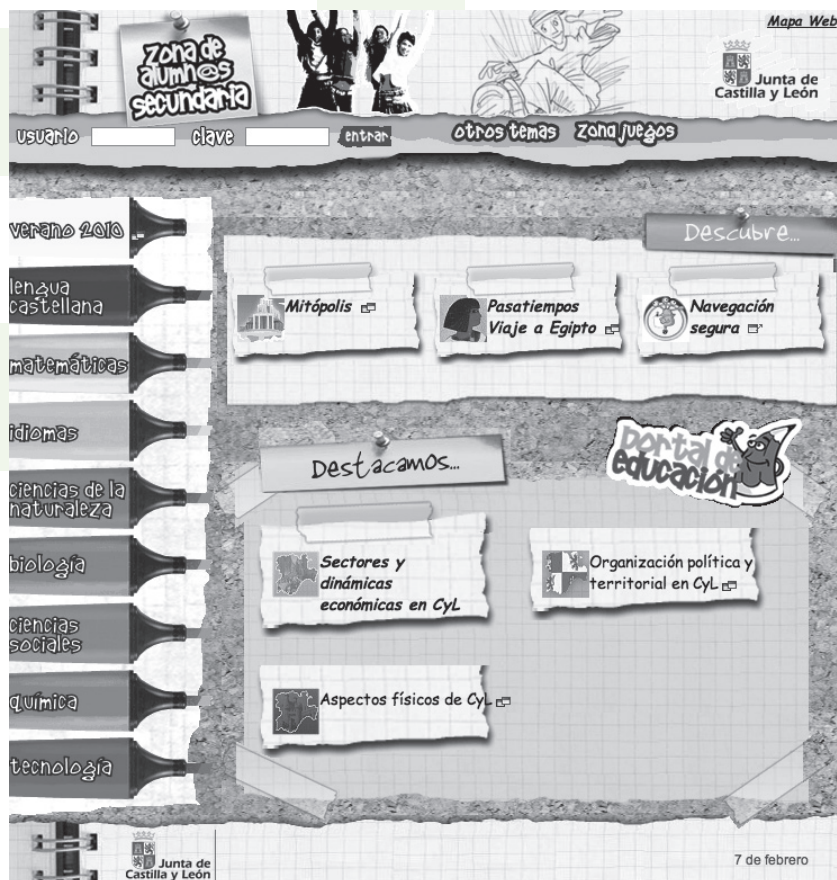 Mapa Web
zona de
alumn@s
secundaria
Junta de
Castilla y León
usuario
clave
entrar
otros temas
zona juegos
verano 2010
lengua
castellana
matemáticas
idiomas
ciencias de la
naturaleza
biología
ciencias
sociales
química
tecnología
Descubre...
Mitópolis
Pasatiempos
Viaje a Egipto
Navegación
segura
Destacamos...
portal de
educación
Sectores y
dinámicas
económicas en CyL
Organización política y
territorial en CyL
Aspectos físicos de CyL
Junta de
Castilla y León
7 de febrero